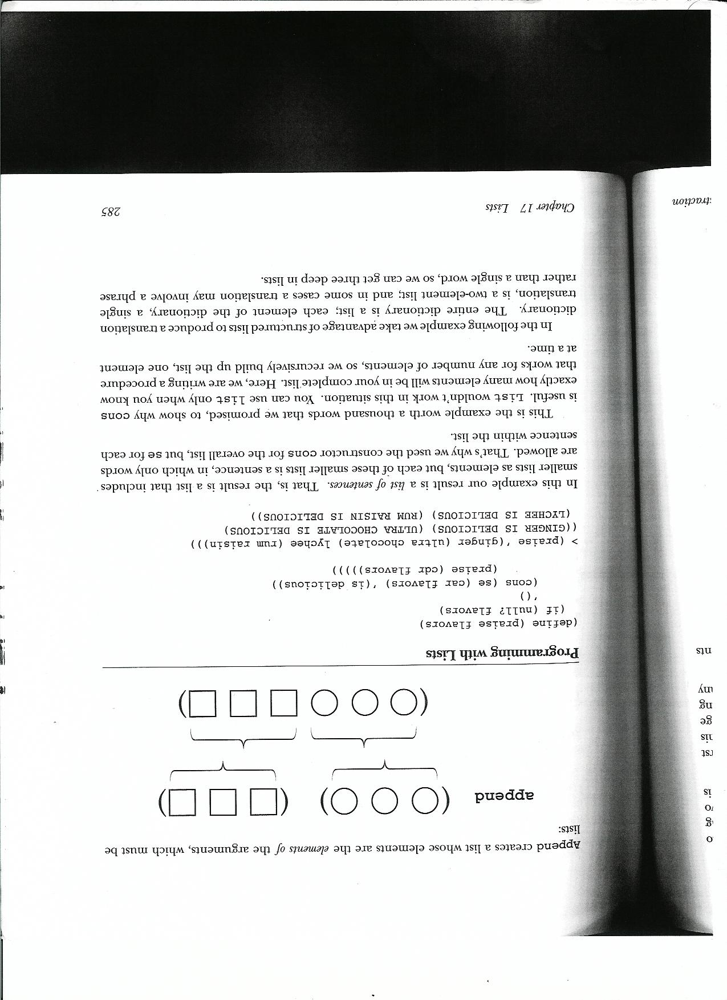 Append creates a list whose elements are the elements of the arguments, which must be
lists:
append
Programming with Lists
(define (praise flavors)
(if (null? flavors)
'()
(cons (se (car flavors) '(is delicious))
(praise (cdr flavors)))))
> (praise '(ginger (ultra chocolate) lychee (rum raisin)))
((GINGER IS DELICIOUS) (ULTRA CHOCOLATE IS DELICIOUS)
(LYCHEE IS DELICIOUS) (RUM RAISIN IS DELICIOUS))
In this example our result is a list of sentences. That is, the result is a list that includes
smaller lists as elements, but each of these smaller lists is a sentence, in which only words
are allowed. That's why we used the constructor cons for the overall list, but se for each
sentence within the list.
This is the example worth a thousand words that we promised, to show why cons
is useful. List wouldn't work in this situation. You can use list only when you know
exactly how many elements will be in your complete list. Here, we are writing a procedure
that works for any number of elements, so we recursively build up the list, one element
at a time.
In the following example we take advantage of structured lists to produce a translation
dictionary. The entire dictionary is a list; each element of the dictionary, a single
translation, is a two-element list; and in some cases a translation may involve a phrase
rather than a single word, so we can get three deep in lists.
Chapter 17 Lists 285